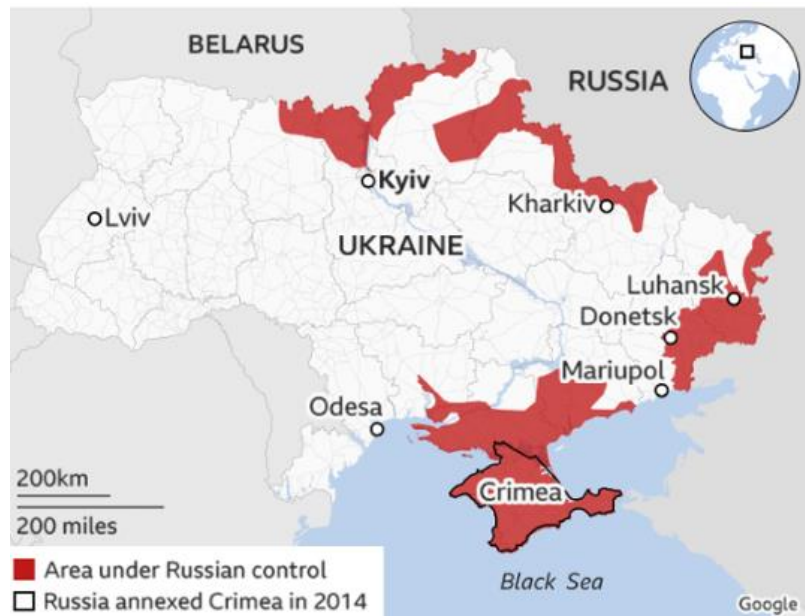 BELARUS
RUSSIA
Kyiv
Lviv
Kharkiv
UKRAINE
Luhansk
Donetsk
Mariupol
Odesa
200km
200 miles
Crimea
Area under Russian control
Black Sea
Russia annexed Crimea in 2014
Google